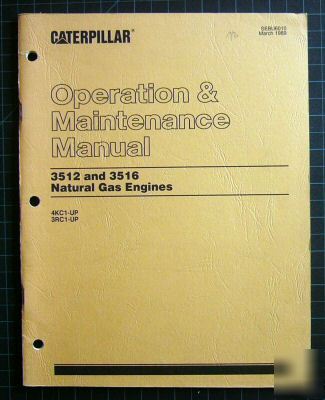 CATERPILLAR®
SEBU6010
March 1989
Operation &
Maintenance
Manual
3512 and 3516
Natural Gas Engines
4KC1-UP
3RC1-UP